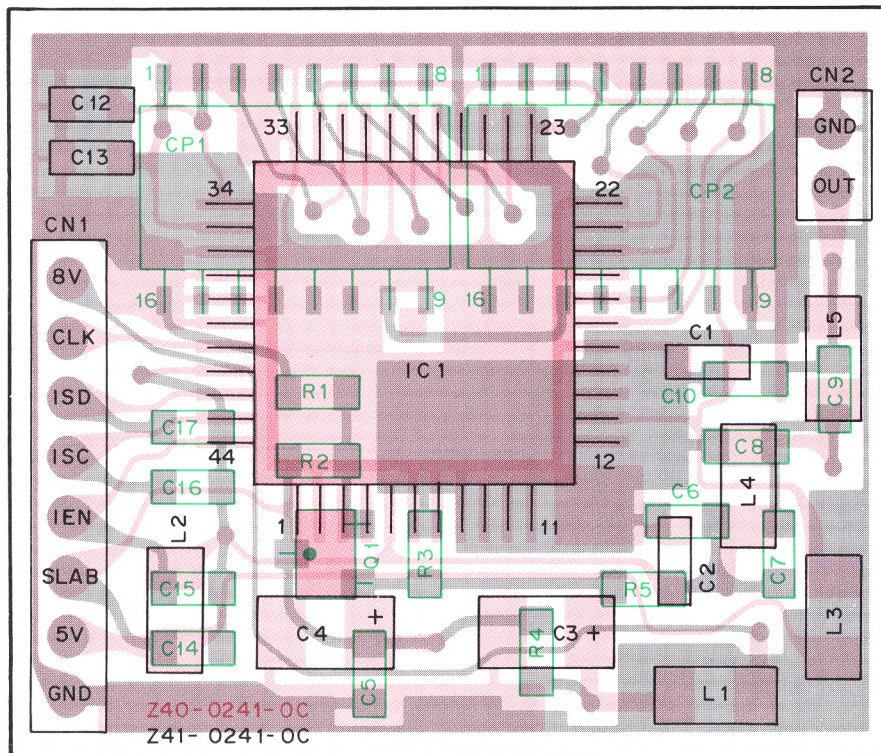 1 8 1 8
CN2
C12
33 23
GND
CP1
C13
34 22
OUT
CP2
CN1
8V
16 9 16 9
CLK
C1
L5
IC1
ISD
R1
C10
C9
C17
44
C8
12
ISC
R2
C16
C6
L4
IEN
L2
1
Q1
R3
11
SLAB
C15
R5
C2
C7
L3
5V
C14
C4 +
C3 +
R4
GND
C5
L1
Z40-0241-0C
Z41-0241-0C